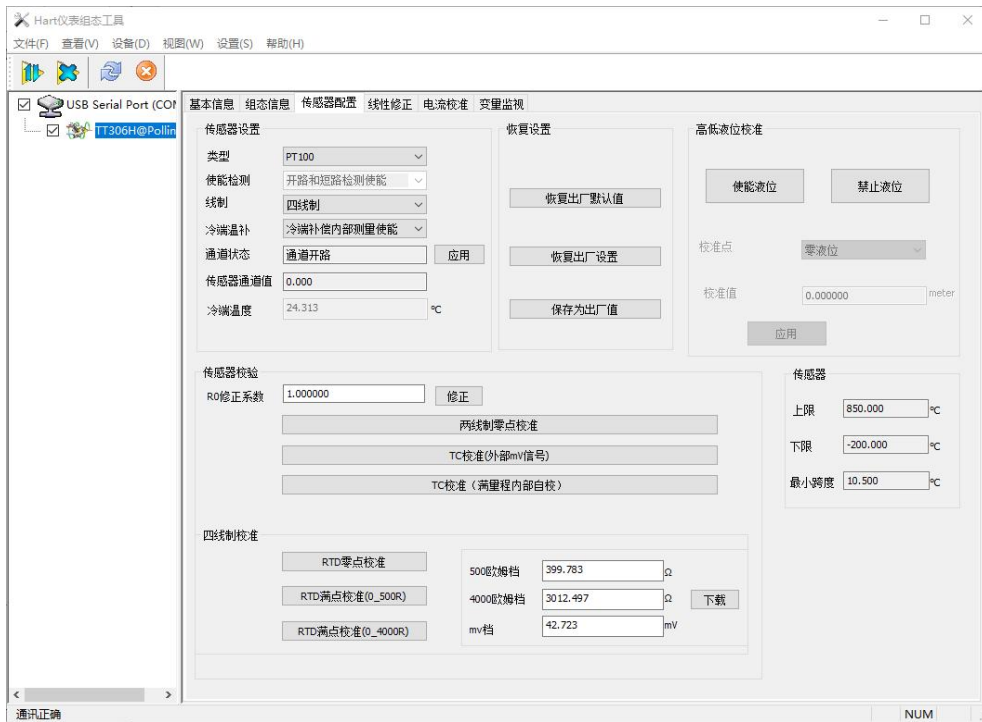 Hart仪表组态工具
文件(F) 查看(V) 设备(D) 视图(W) 设置(S) 帮助(H)
USB Serial Port (CO
TT306H@Pollin
基本信息 组态信息 传感器配置 线性修正 电流校准 变量监视
传感器设置
类型 PT100
使能检测 开路和短路检测使能
线制 四线制
冷端温补 冷端补偿内部测量使能
通道状态 通道开路 应用
传感器通道值 0.000
冷端温度 24.313 ℃
恢复设置
恢复出厂默认值
恢复出厂设置
保存为出厂值
高低液位校准
使能液位 禁止液位
校准点 零液位
校准值 0.000000 meter
应用
传感器校验
R0修正系数 1.000000 修正
两线制零点校准
TC校准(外部mV信号)
TC校准（满量程内部自校）
传感器
上限 850.000 ℃
下限 -200.000 ℃
最小跨度 10.500 ℃
四线制校准
RTD零点校准
RTD满点校准(0_500R)
RTD满点校准(0_4000R)
500欧姆档 399.783 Ω
4000欧姆档 3012.497 Ω 下载
mv档 42.723 mV
通讯正确 NUM